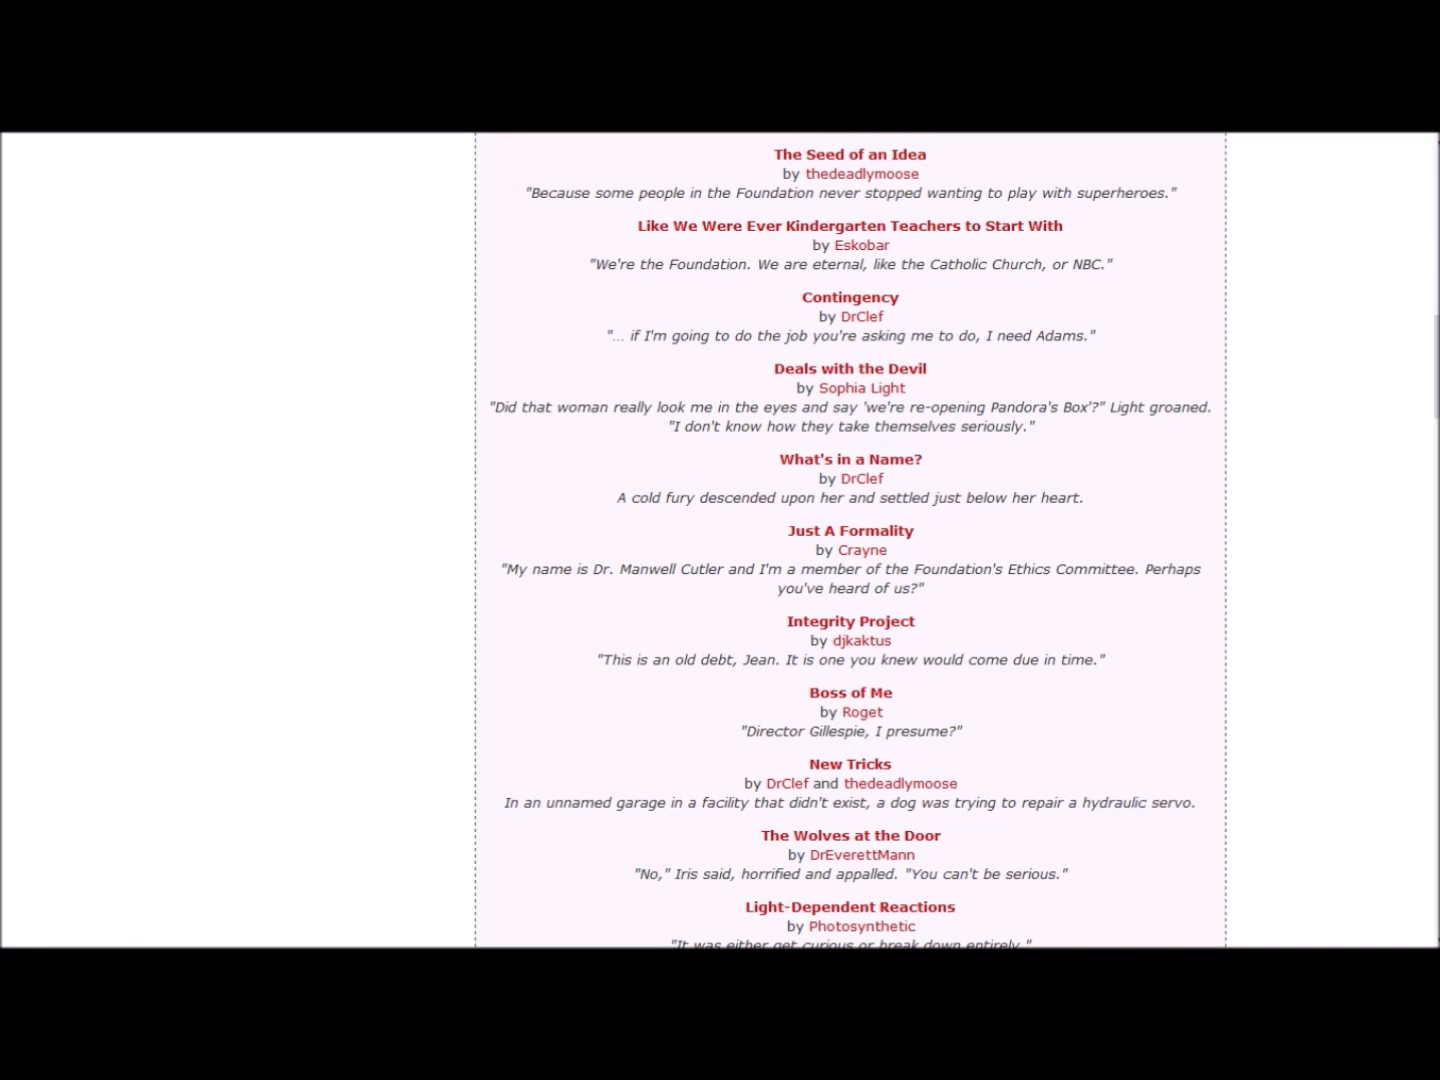 The Seed of an Idea
by thedeadlymoose
"Because some people in the Foundation never stopped wanting to play with superheroes."
Like We Were Ever Kindergarten Teachers to Start With
by Eskobar
"We're the Foundation. We are eternal, like the Catholic Church, or NBC."
Contingency
by DrClef
"... if I'm going to do the job you're asking me to do, I need Adams."
Deals with the Devil
by Sophia Light
"Did that woman really look me in the eyes and say 'we're re-opening Pandora's Box'?" Light groaned.
"I don't know how they take themselves seriously."
What's in a Name?
by DrClef
A cold fury descended upon her and settled just below her heart.
Just A Formality
by Crayne
"My name is Dr. Manwell Cutler and I'm a member of the Foundation's Ethics Committee. Perhaps
you've heard of us?"
Integrity Project
by djkaktus
"This is an old debt, Jean. It is one you knew would come due in time."
Boss of Me
by Roget
"Director Gillespie, I presume?"
New Tricks
by DrClef and thedeadlymoose
In an unnamed garage in a facility that didn't exist, a dog was trying to repair a hydraulic servo.
The Wolves at the Door
by DrEverettMann
"No," Iris said, horrified and appalled. "You can't be serious."
Light-Dependent Reactions
by Photosynthetic
"It was either get curious or break down entirely."